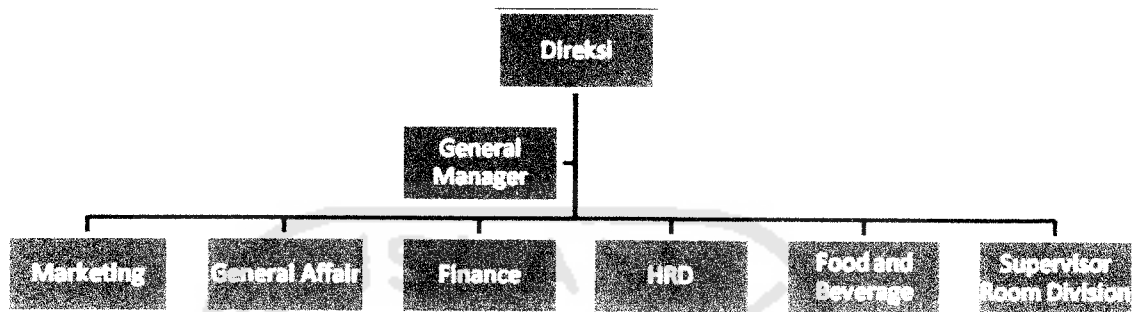 Direksi
General
Manager
Marketing
General Affair
Finance
HRD
Food and
Beverage
Supervisor
Room Division